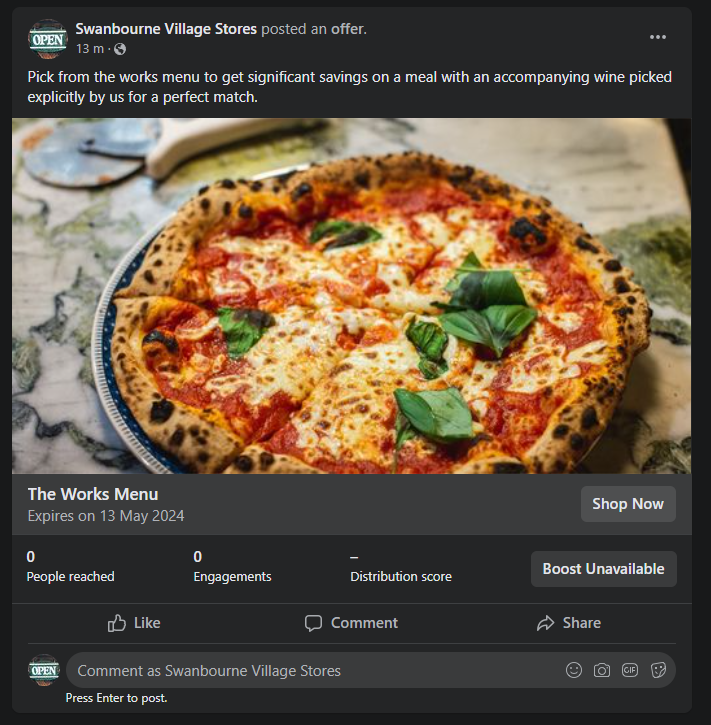 OPEN
Swanbourne Village Stores posted an offer.
13 m ·
Pick from the works menu to get significant savings on a meal with an accompanying wine picked
explicitly by us for a perfect match.
The Works Menu
Expires on 13 May 2024
Shop Now
0
People reached
0
Engagements
–
Distribution score
Boost Unavailable
Like
Comment
Share
OPEN
Comment as Swanbourne Village Stores
GIF
Press Enter to post.